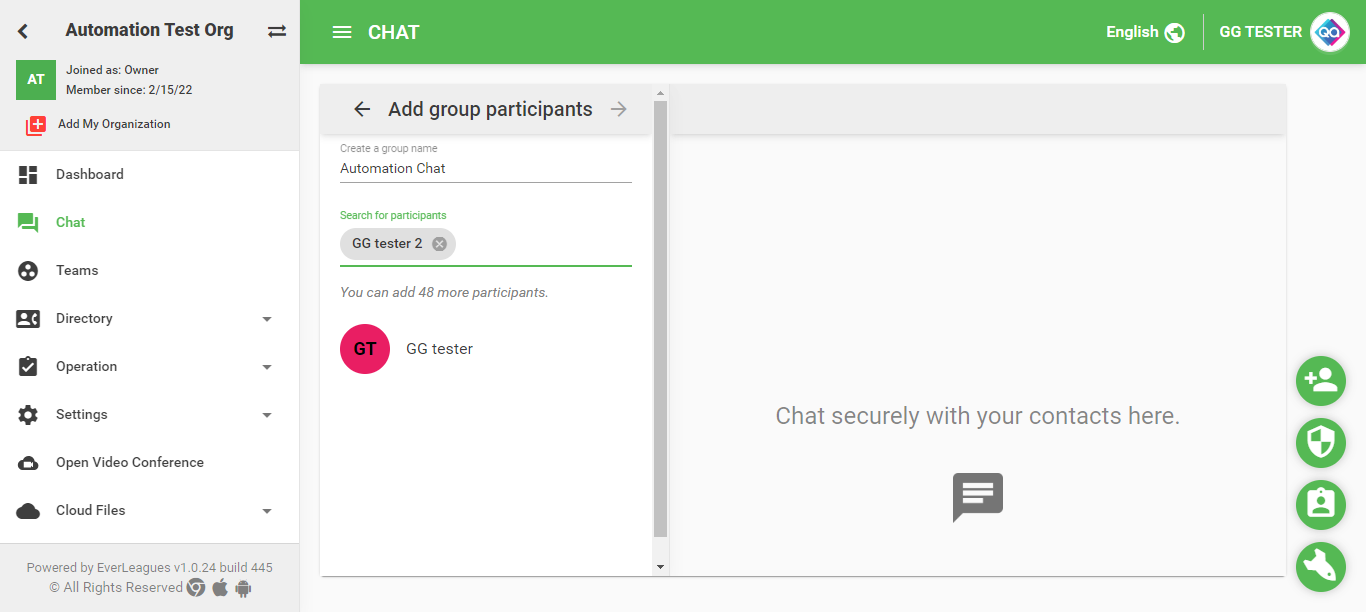 Automation Test Org
AT
Joined as: Owner
Member since: 2/15/22
Add My Organization
Dashboard
Chat
Teams
Directory
Operation
Settings
Open Video Conference
Cloud Files
Powered by EverLeagues v1.0.24 build 445
© All Rights Reserved
CHAT
English
GG TESTER
QA
Add group participants
Create a group name
Automation Chat
Search for participants
GG tester 2
You can add 48 more participants.
GT
GG tester
Chat securely with your contacts here.